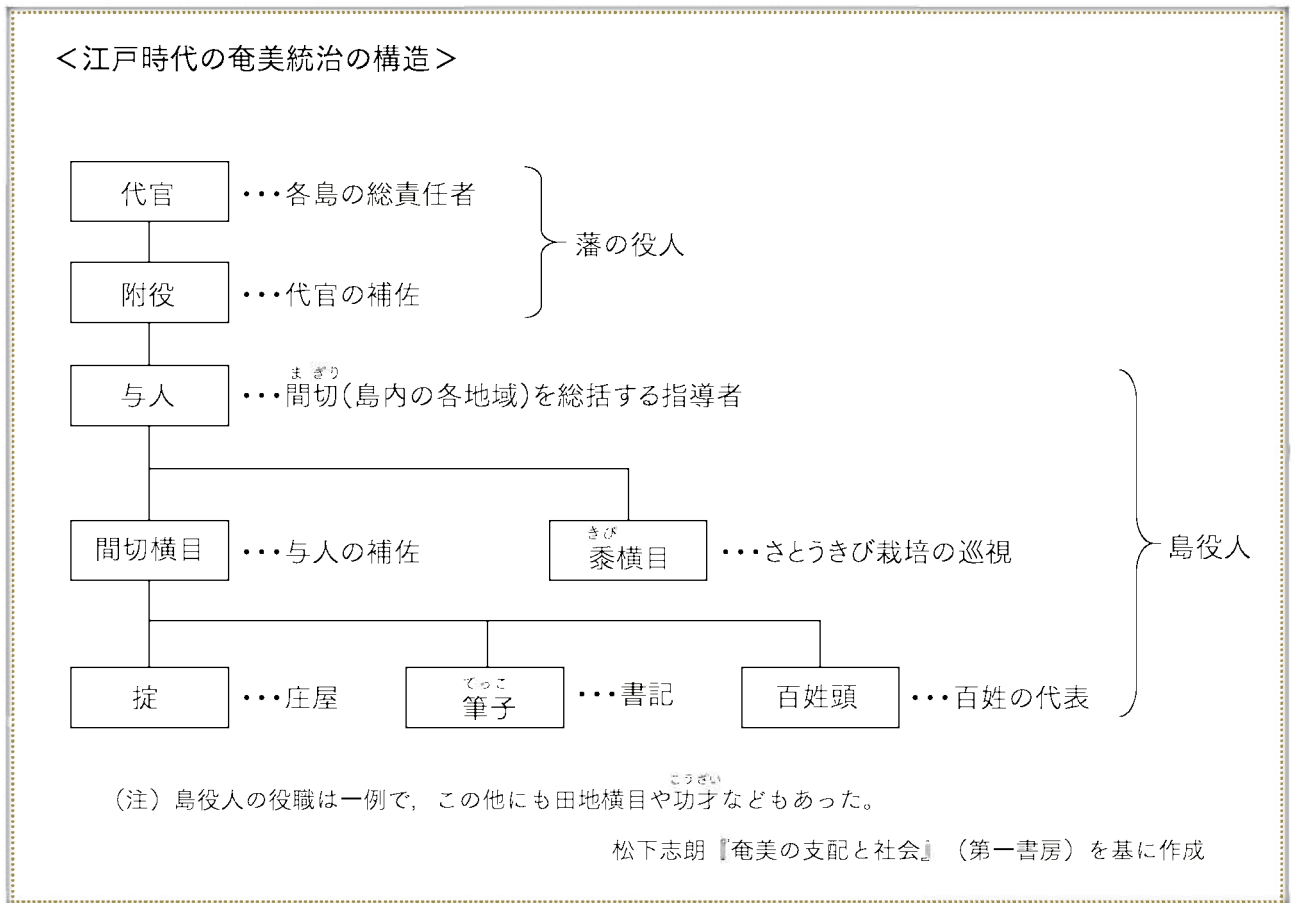 ＜江戸時代の奄美統治の構造＞
代官 ･･･各島の総責任者
藩の役人
附役 ･･･代官の補佐
まぎり
与人 ･･･間切(島内の各地域)を総括する指導者
間切横目 ･･･与人の補佐
きび
黍横目 ･･･さとうきび栽培の巡視
島役人
掟 ･･･庄屋
てっこ
筆子 ･･･書記
百姓頭 ･･･百姓の代表
こうざい
（注）島役人の役職は一例で，この他にも田地横目や功才などもあった。
松下志朗『奄美の支配と社会』（第一書房）を基に作成